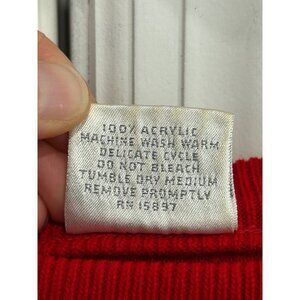 100% ACRYLIC
MACHINE WASH WARM
DELICATE CYCLE
DO NOT BLEACH
TUMBLE DRY MEDIUM
REMOVE PROMPTLY
RN 15897